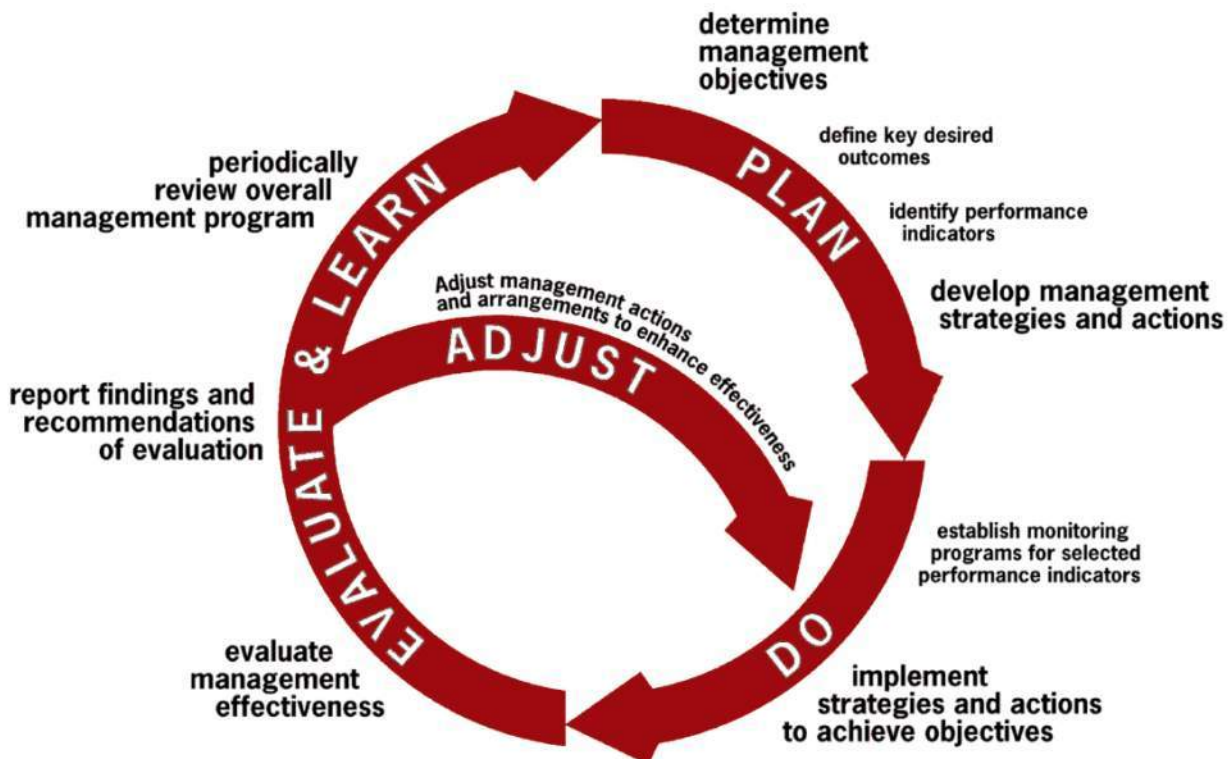 determine
management
objectives
define key desired
outcomes
PLAN
identify performance
indicators
develop management
strategies and actions
establish monitoring
programs for selected
performance indicators
DO
implement
strategies and actions
to achieve objectives
evaluate
management
effectiveness
EVALUATE & LEARN
report findings and
recommendations
of evaluation
periodically
review overall
management program
Adjust management actions
and arrangements to enhance effectiveness
ADJUST